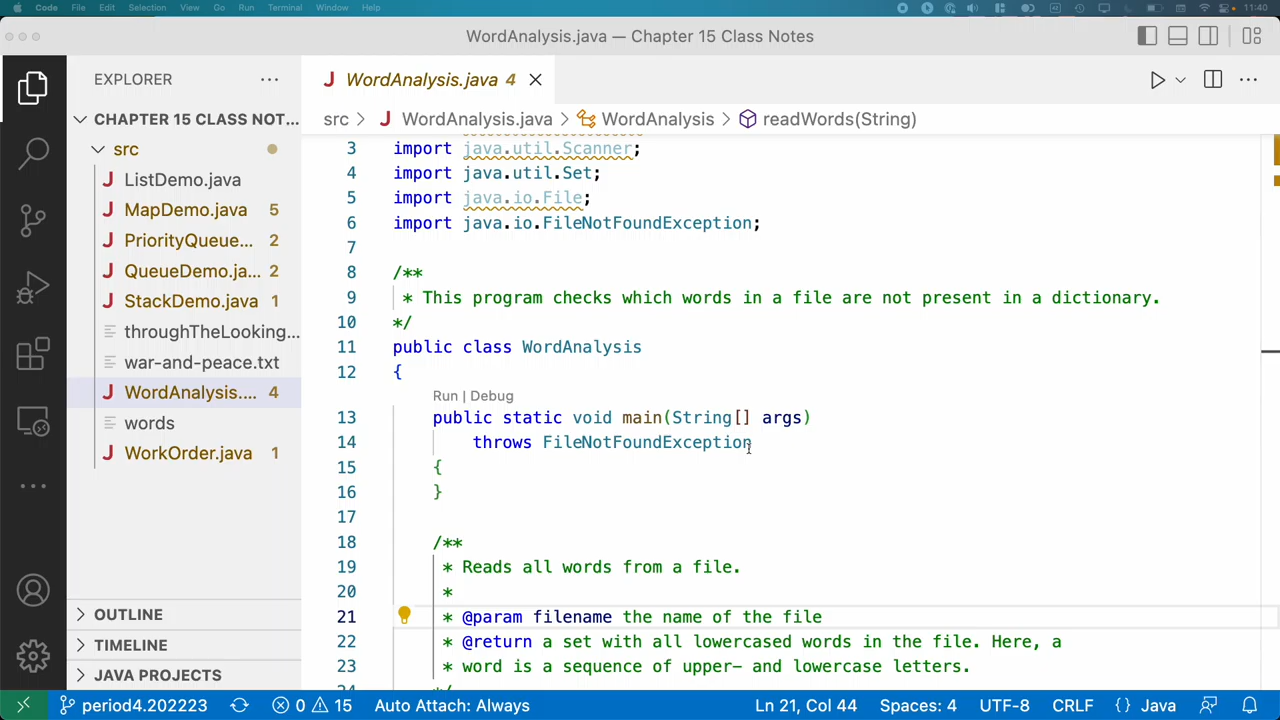 Code File Edit Selection View Go Run Terminal Window Help 11:40
WordAnalysis.java — Chapter 15 Class Notes
EXPLORER
CHAPTER 15 CLASS NOT...
src
ListDemo.java
MapDemo.java 5
PriorityQueue... 2
QueueDemo.ja... 2
StackDemo.java 1
throughTheLooking...
war-and-peace.txt
WordAnalysis.... 4
words
WorkOrder.java 1
OUTLINE
TIMELINE
JAVA PROJECTS
WordAnalysis.java 4
src > WordAnalysis.java > WordAnalysis > readWords(String)
3 import java.util.Scanner;
4 import java.util.Set;
5 import java.io.File;
6 import java.io.FileNotFoundException;
7
8 /**
9 * This program checks which words in a file are not present in a dictionary.
10 */
11 public class WordAnalysis
12 {
Run | Debug
13 public static void main(String[] args)
14 throws FileNotFoundException
15 {
16 }
17
18 /**
19 * Reads all words from a file.
20 *
21 * @param filename the name of the file
22 * @return a set with all lowercased words in the file. Here, a
23 * word is a sequence of upper- and lowercase letters.
24 */
period4.202223 0 15 Auto Attach: Always Ln 21, Col 44 Spaces: 4 UTF-8 CRLF {} Java